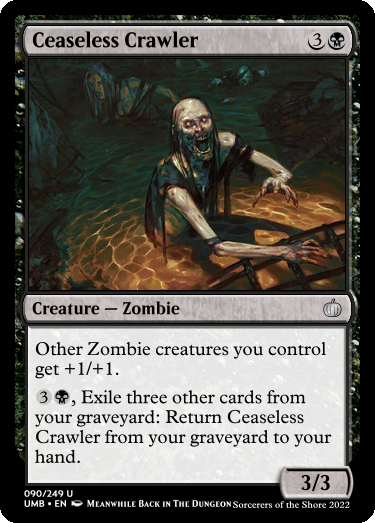 Ceaseless Crawler 3
Creature — Zombie
Other Zombie creatures you control
get +1/+1.
3 , Exile three other cards from
your graveyard: Return Ceaseless
Crawler from your graveyard to your
hand.
3/3
090/249 U
UMB • EN Meanwhile Back in The Dungeon Sorcerers of the Shore 2022